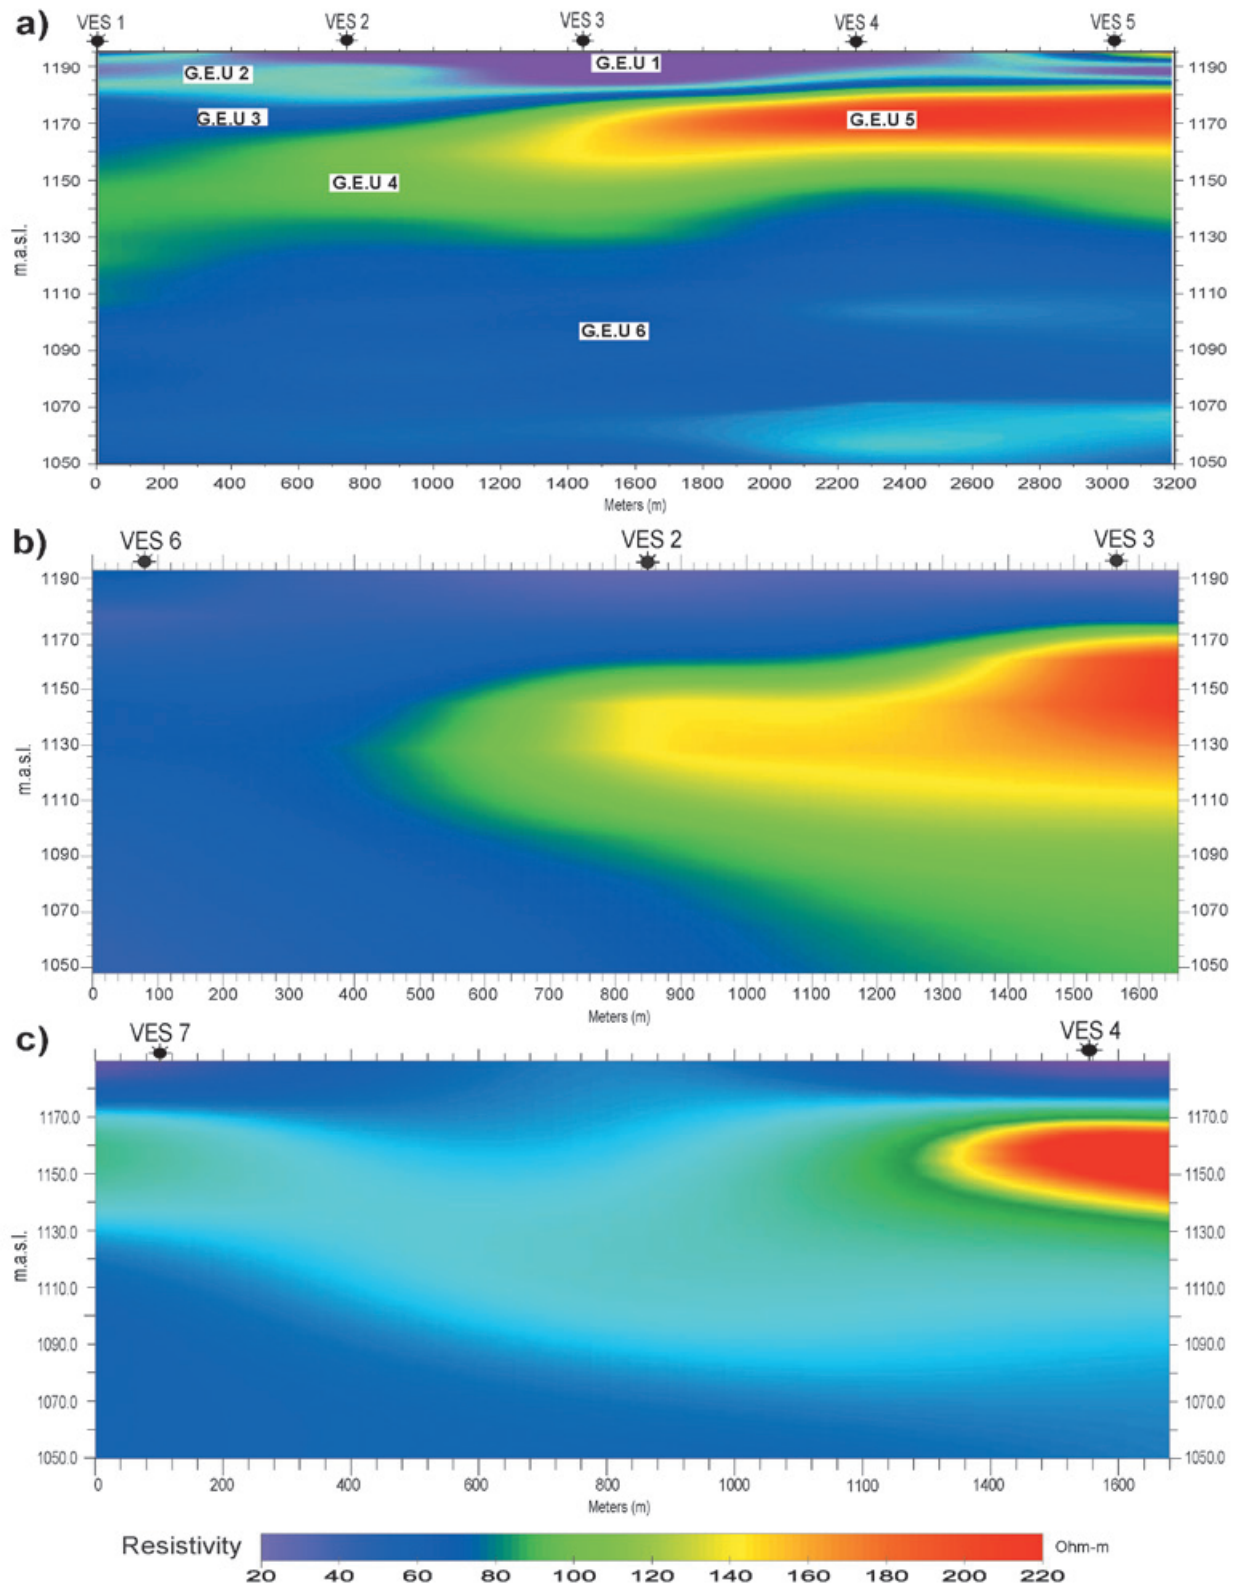 a)
VES 1 VES 2 VES 3 VES 4 VES 5
G.E.U 1
G.E.U 2
G.E.U 3
G.E.U 5
G.E.U 4
G.E.U 6
m.a.s.l.
1190 1190
1170 1170
1150 1150
1130 1130
1110 1110
1090 1090
1070 1070
1050 1050
0 200 400 600 800 1000 1200 1400 1600 1800 2000 2200 2400 2600 2800 3000 3200
Meters (m)
b)
VES 6 VES 2 VES 3
m.a.s.l.
1190 1190
1170 1170
1150 1150
1130 1130
1110 1110
1090 1090
1070 1070
1050 1050
0 100 200 300 400 500 600 700 800 900 1000 1100 1200 1300 1400 1500 1600
Meters (m)
c)
VES 7 VES 4
m.a.s.l.
1170.0 1170.0
1150.0 1150.0
1130.0 1130.0
1110.0 1110.0
1090.0 1090.0
1070.0 1070.0
1050.0 1050.0
0 200 400 600 800 1000 1100 1400 1600
Meters (m)
Resistivity Ohm-m
20 40 60 80 100 120 140 160 180 200 220